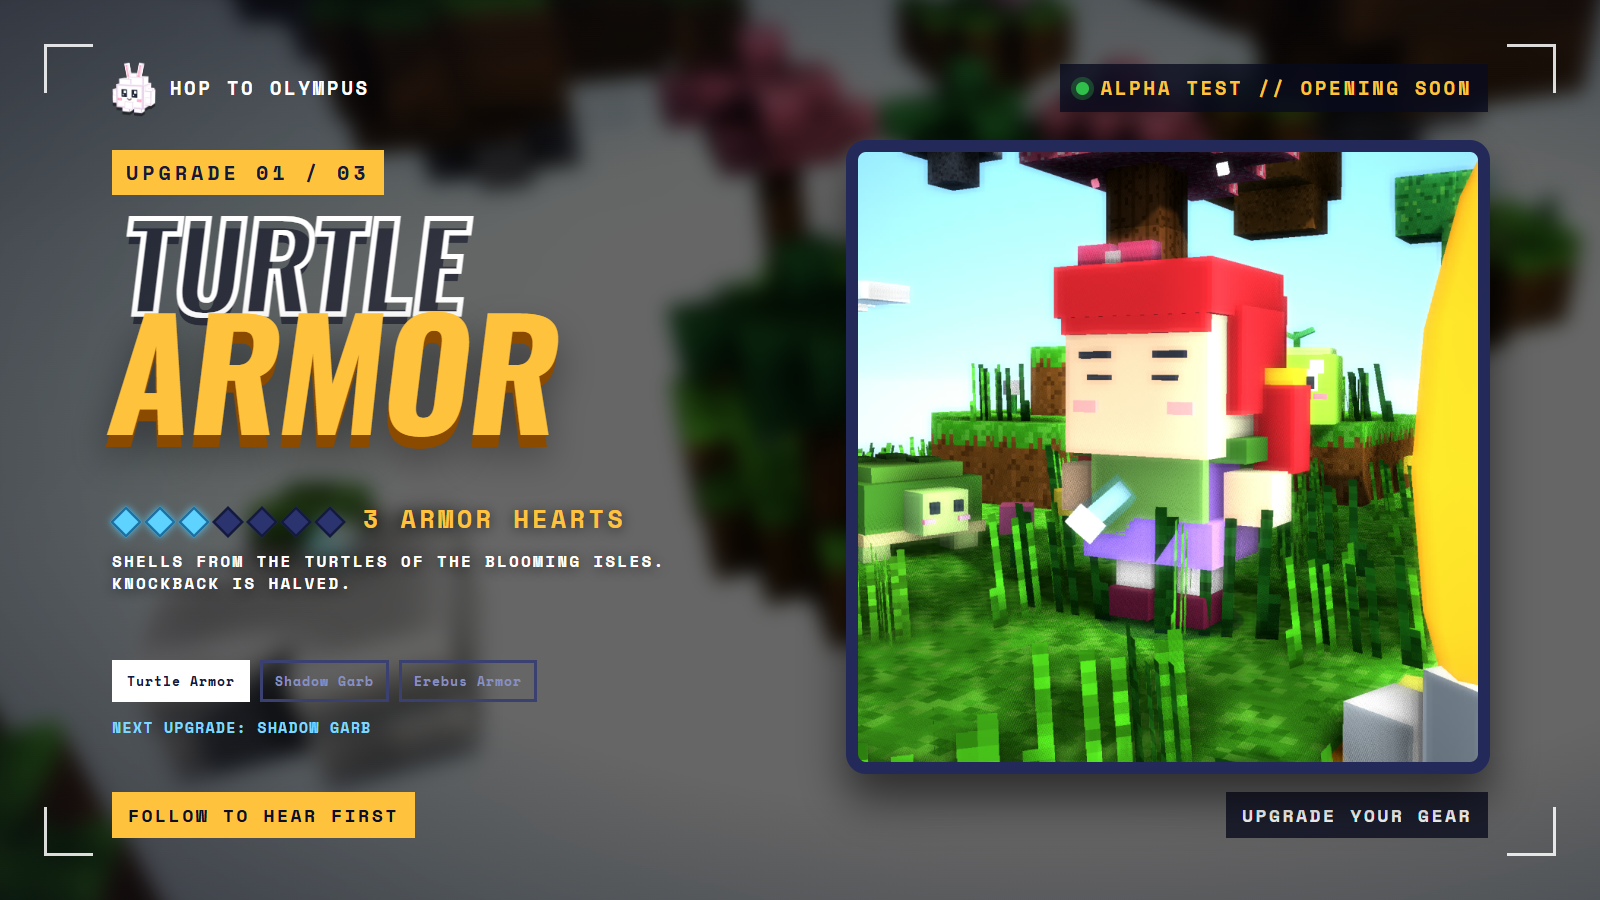 HOP TO OLYMPUS
ALPHA TEST // OPENING SOON
UPGRADE 01 / 03
TURTLE
ARMOR
3 ARMOR HEARTS
SHELLS FROM THE TURTLES OF THE BLOOMING ISLES.
KNOCKBACK IS HALVED.
Turtle Armor
Shadow Garb
Erebus Armor
NEXT UPGRADE: SHADOW GARB
FOLLOW TO HEAR FIRST
UPGRADE YOUR GEAR